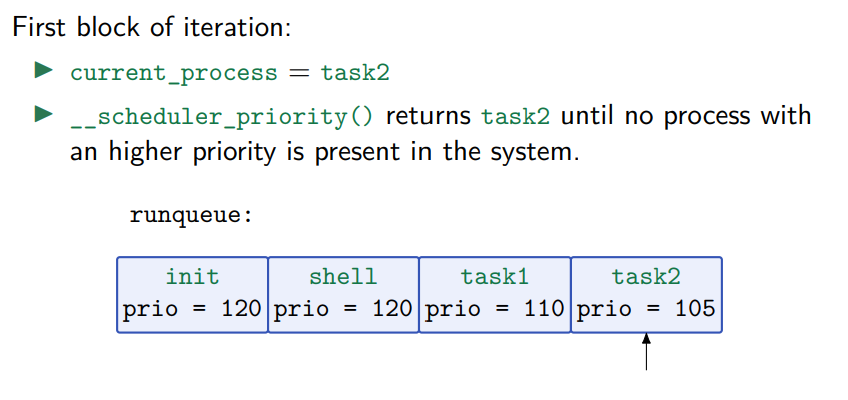 First block of iteration:
▶ current_process = task2
▶ __scheduler_priority() returns task2 until no process with
an higher priority is present in the system.
runqueue:
init shell task1 task2
prio = 120 prio = 120 prio = 110 prio = 105